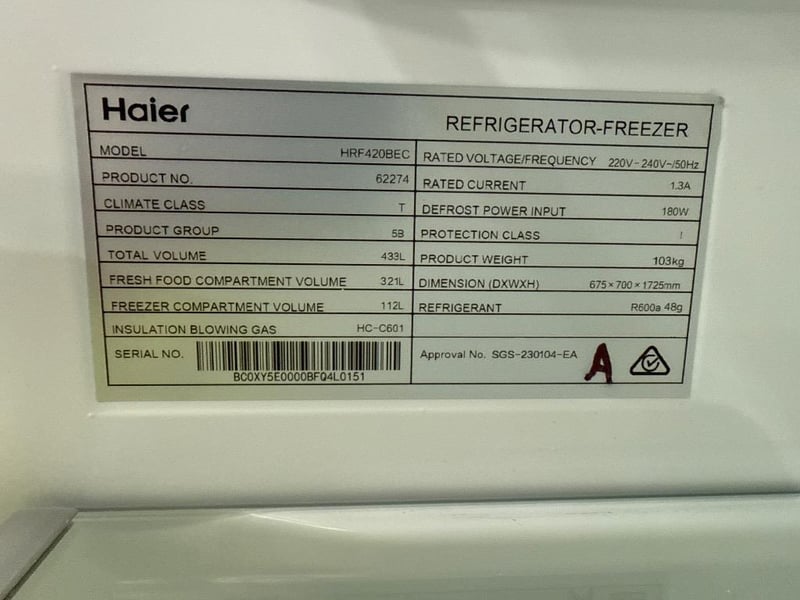 Haier
REFRIGERATOR-FREEZER
MODEL HRF420BEC
PRODUCT NO. 62274
CLIMATE CLASS T
PRODUCT GROUP 5B
TOTAL VOLUME 433L
FRESH FOOD COMPARTMENT VOLUME 321L
FREEZER COMPARTMENT VOLUME 112L
INSULATION BLOWING GAS HC-C601
SERIAL NO.
BC0XY5E0000BFQ4L0151
RATED VOLTAGE/FREQUENCY 220V-240V~/50Hz
RATED CURRENT 1.3A
DEFROST POWER INPUT 180W
PROTECTION CLASS I
PRODUCT WEIGHT 103kg
DIMENSION (DXWXH) 675×700×1725mm
REFRIGERANT R600a 48g
Approval No. SGS-230104-EA
A